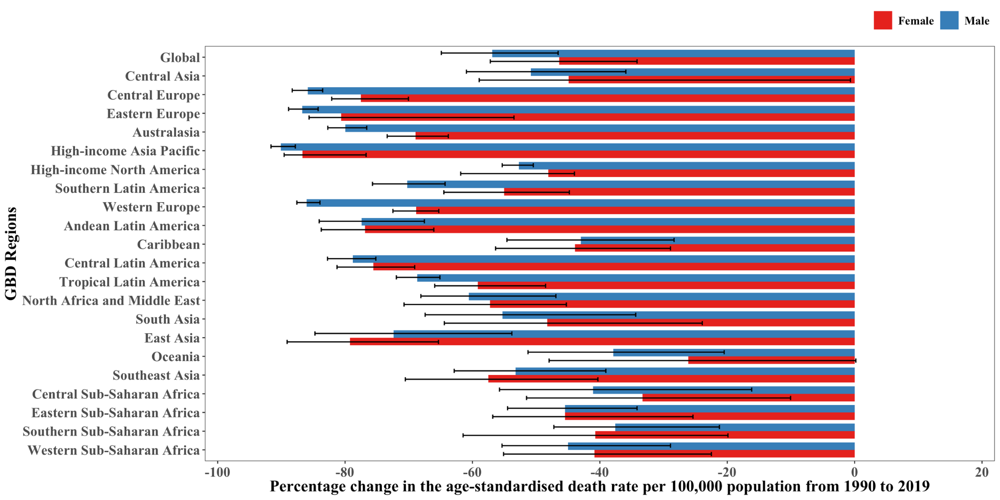 Female Male
GBD Regions
Global
Central Asia
Central Europe
Eastern Europe
Australasia
High-income Asia Pacific
High-income North America
Southern Latin America
Western Europe
Andean Latin America
Caribbean
Central Latin America
Tropical Latin America
North Africa and Middle East
South Asia
East Asia
Oceania
Southeast Asia
Central Sub-Saharan Africa
Eastern Sub-Saharan Africa
Southern Sub-Saharan Africa
Western Sub-Saharan Africa
-100 -80 -60 -40 -20 0 20
Percentage change in the age-standardised death rate per 100,000 population from 1990 to 2019